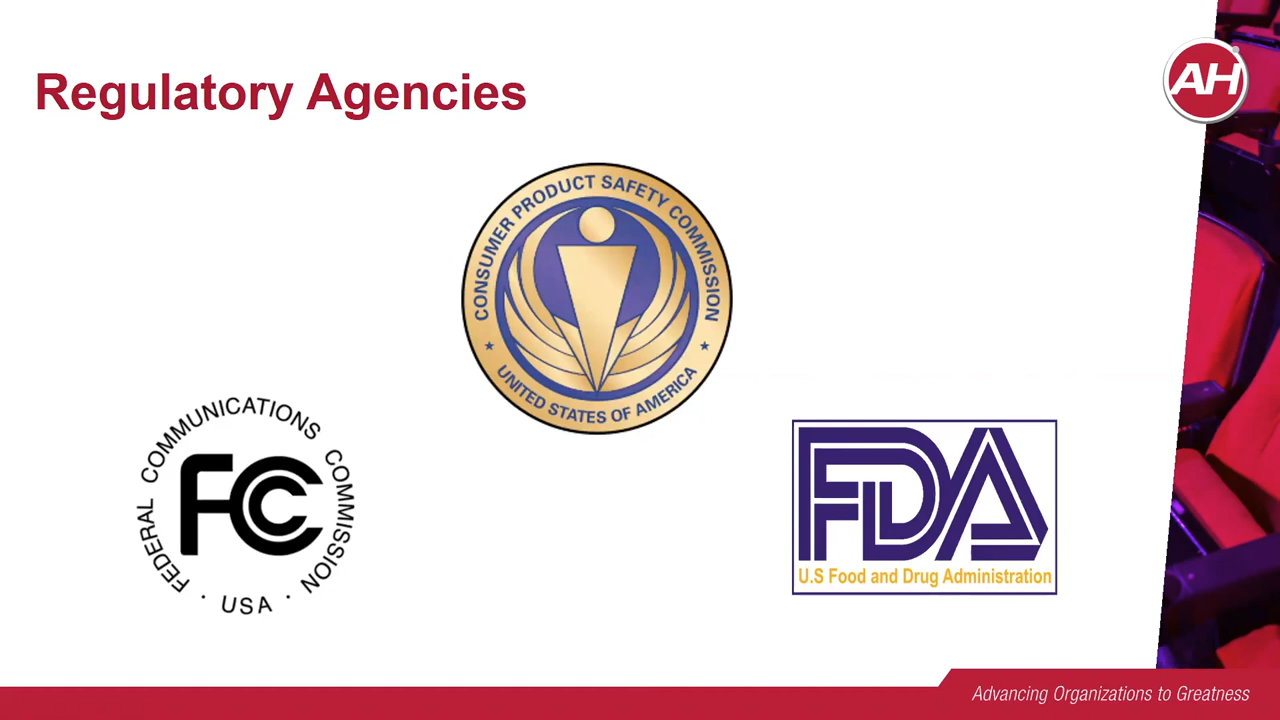 Regulatory Agencies
AH
CONSUMER PRODUCT SAFETY COMMISSION
★ UNITED STATES OF AMERICA ★
FEDERAL COMMUNICATIONS COMMISSION
FCC
· USA ·
FDA
U.S Food and Drug Administration
Advancing Organizations to Greatness